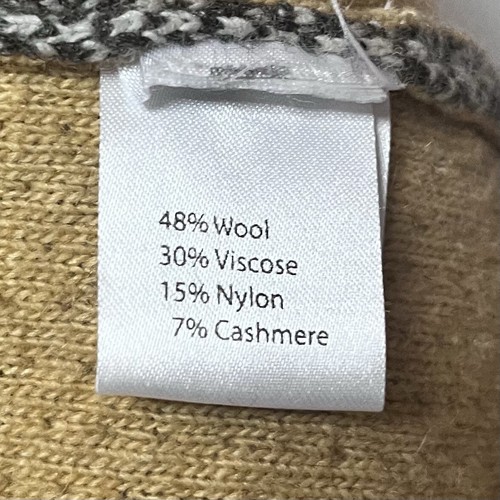 48% Wool
30% Viscose
15% Nylon
7% Cashmere